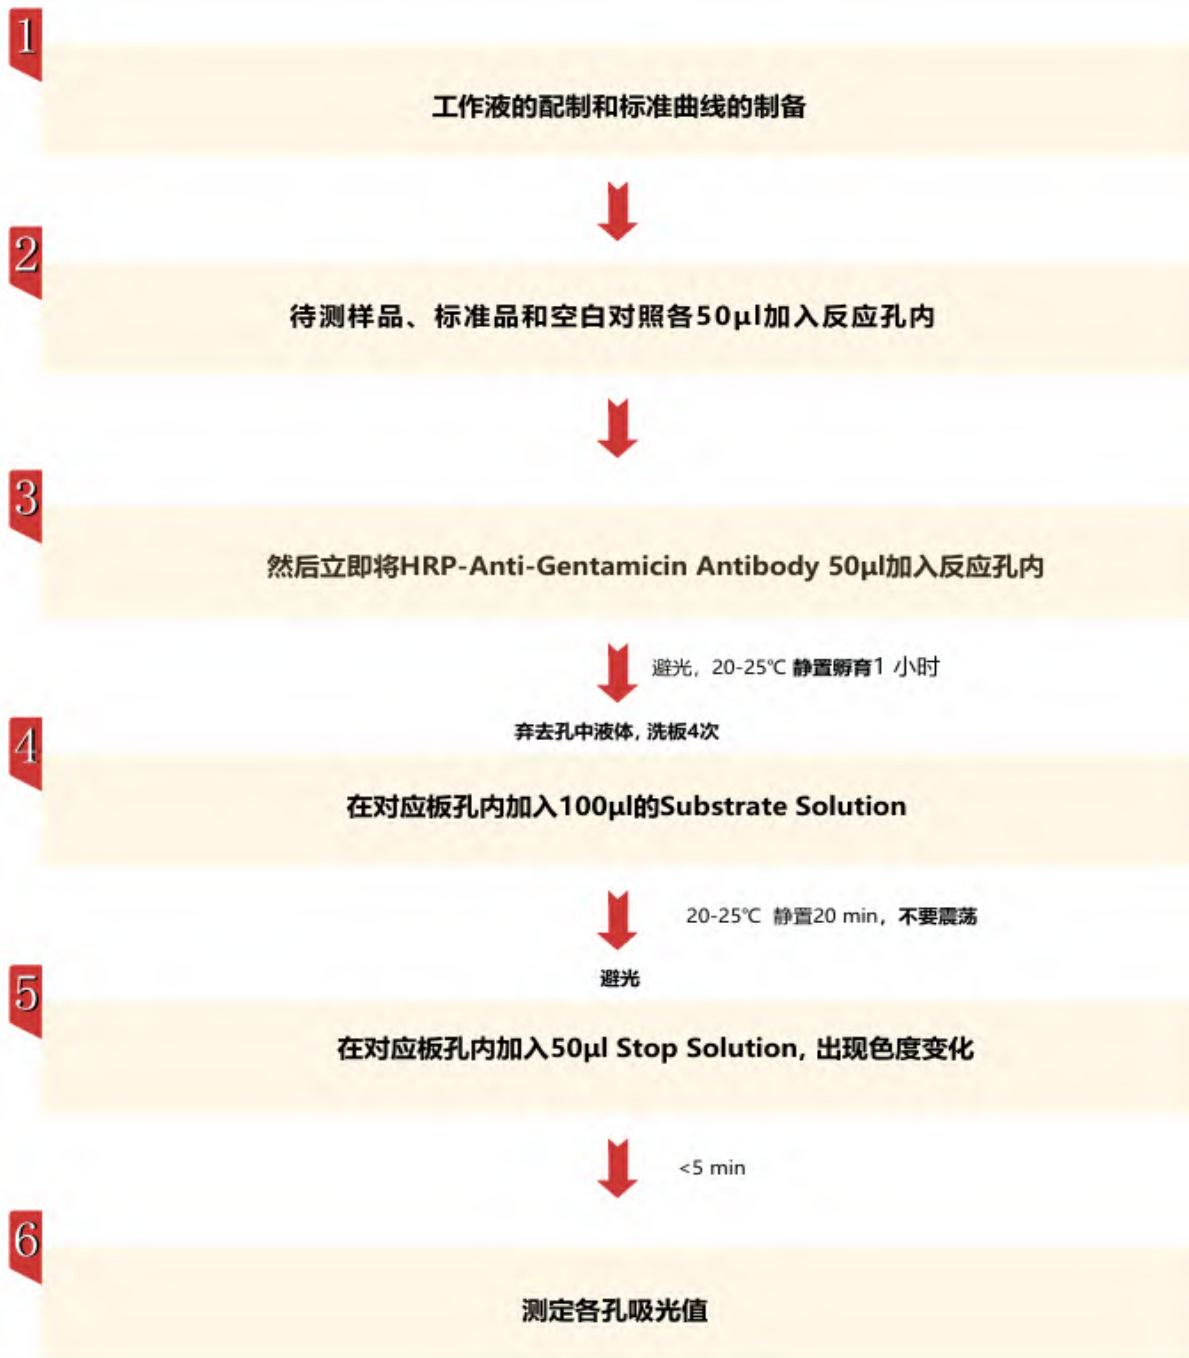 1
工作液的配制和标准曲线的制备
2
待测样品、标准品和空白对照各50μl加入反应孔内
3
然后立即将HRP-Anti-Gentamicin Antibody 50μl加入反应孔内
避光，20-25℃ 静置孵育1 小时
弃去孔中液体, 洗板4次
4
在对应板孔内加入100μl的Substrate Solution
20-25℃ 静置20 min，不要震荡
避光
5
在对应板孔内加入50μl Stop Solution, 出现色度变化
<5 min
6
测定各孔吸光值